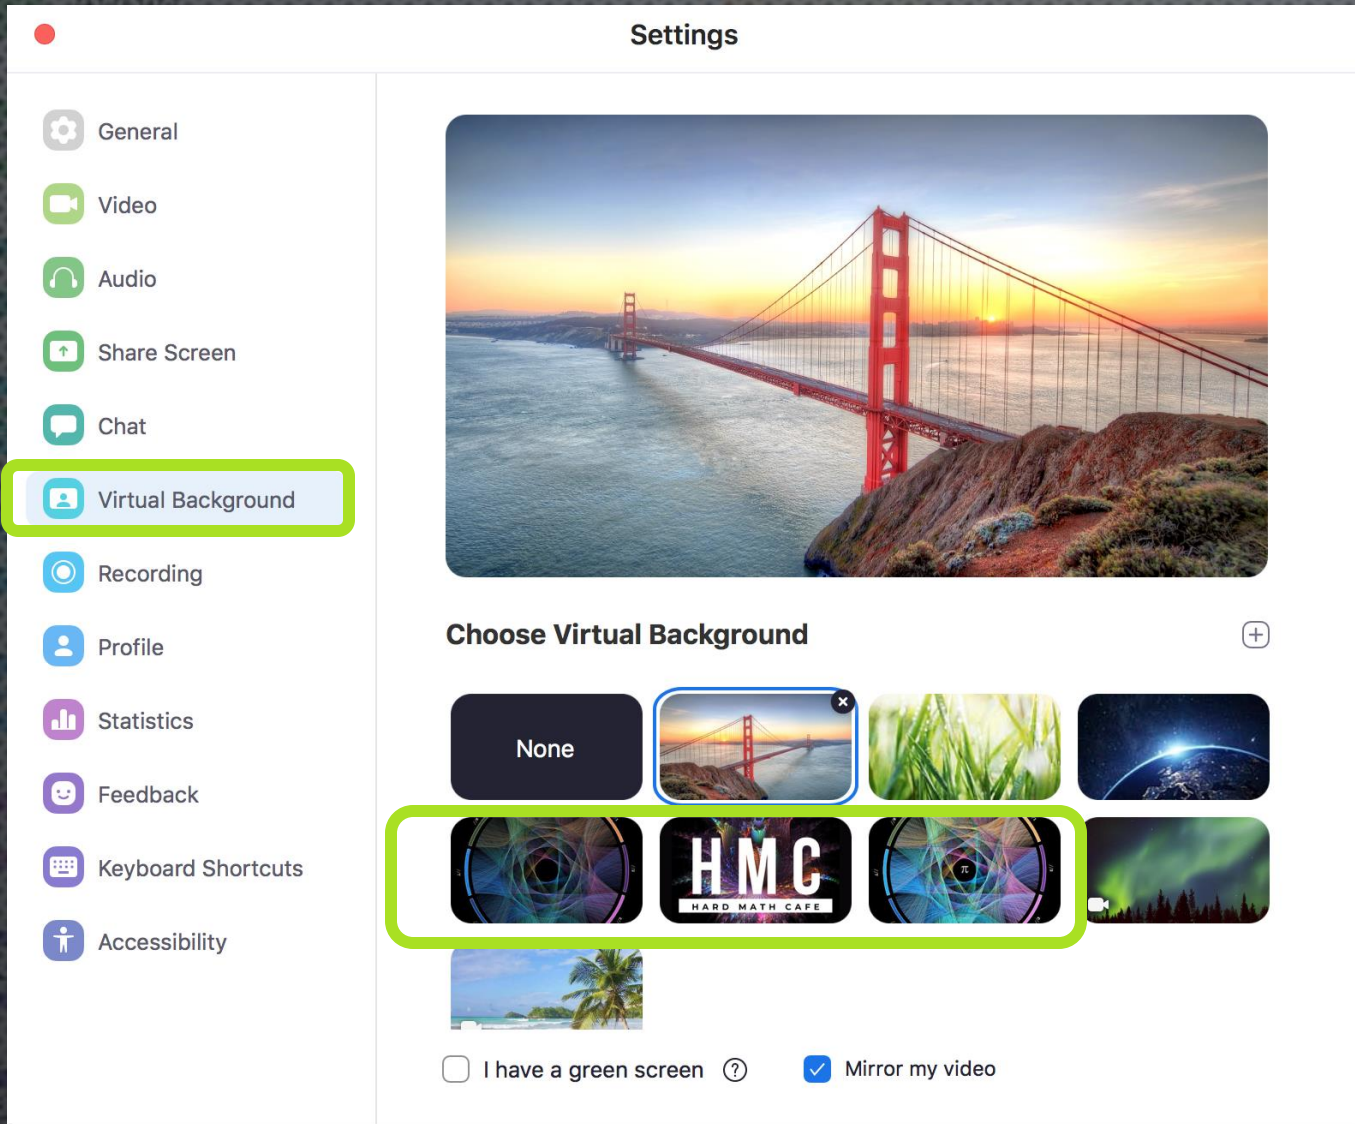 Settings
General
Video
Audio
Share Screen
Chat
Virtual Background
Recording
Profile
Statistics
Feedback
Keyboard Shortcuts
Accessibility
Choose Virtual Background
None
HMC
HARD MATH CAFE
π
I have a green screen ?
Mirror my video